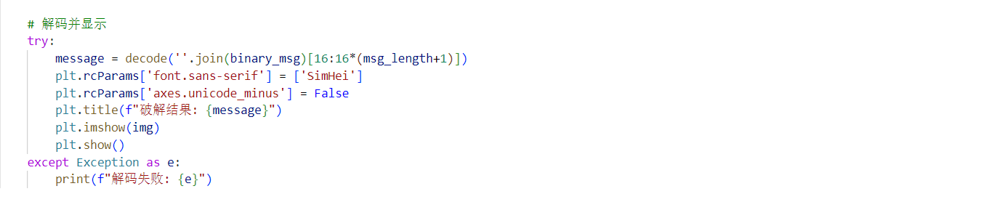 # 解码并显示
try:
    message = decode(''.join(binary_msg)[16:16*(msg_length+1)])
    plt.rcParams['font.sans-serif'] = ['SimHei']
    plt.rcParams['axes.unicode_minus'] = False
    plt.title(f"破解结果: {message}")
    plt.imshow(img)
    plt.show()
except Exception as e:
    print(f"解码失败: {e}")